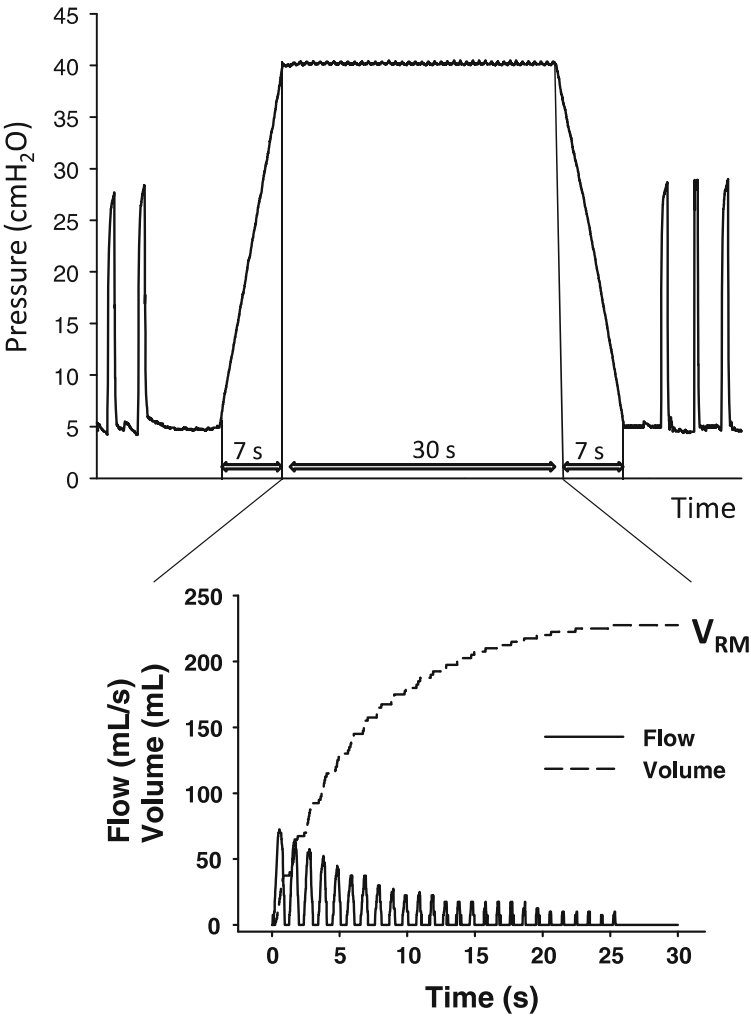 45
40
35
30
25
20
15
10
5
0
Pressure (cmH₂O)
7 s
30 s
7 s
Time
250
200
150
100
50
0
Flow (mL/s)
Volume (mL)
V_RM
Flow
Volume
0 5 10 15 20 25 30
Time (s)